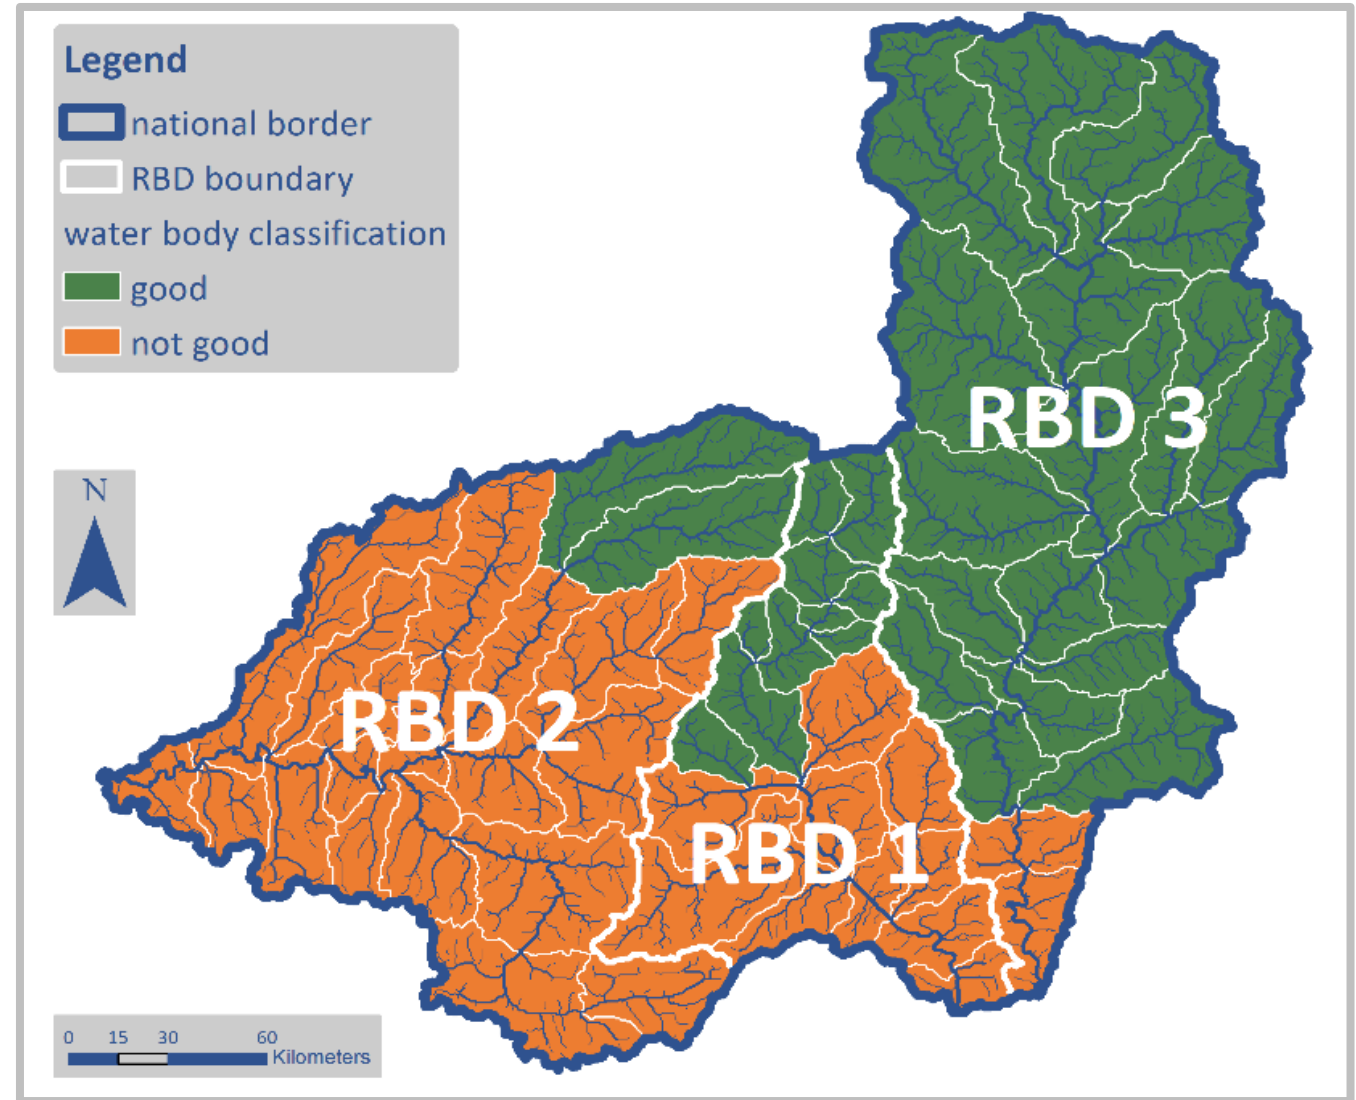 Legend
national border
RBD boundary
water body classification
good
not good
RBD 3
N
RBD 2
RBD 1
0 15 30 60
Kilometers